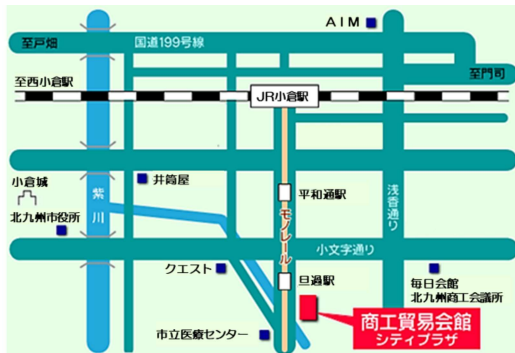 AIM
至戸畑
国道199号線
至門司
至西小倉駅
JR小倉駅
井筒屋
小倉城
紫川
平和通駅
浅香通り
北九州市役所
モノレール
小文字通り
クエスト
旦過駅
毎日会館
北九州商工会議所
商工貿易会館
シティプラザ
市立医療センター